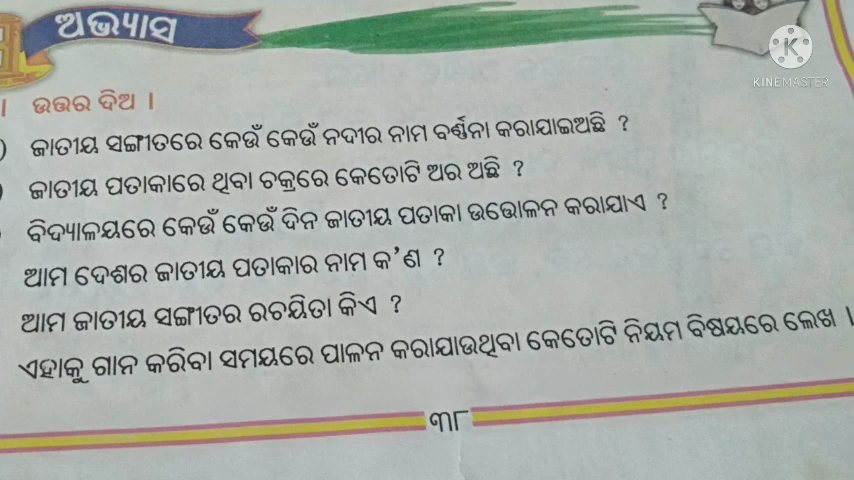 ଅଭ୍ୟାସ
KINEMASTER
। ଉତ୍ତର ଦିଅ ।
) ଜାତୀୟ ସଙ୍ଗୀତରେ କେଉଁ କେଉଁ ନଦୀର ନାମ ବର୍ଣ୍ଣନା କରାଯାଇଅଛି ?
) ଜାତୀୟ ପତାକାରେ ଥିବା ଚକ୍ରରେ କେତୋଟି ଅର ଅଛି ?
ବିଦ୍ୟାଳୟରେ କେଉଁ କେଉଁ ଦିନ ଜାତୀୟ ପତାକା ଉତ୍ତୋଳନ କରାଯାଏ ?
ଆମ ଦେଶର ଜାତୀୟ ପତାକାର ନାମ କ'ଣ ?
ଆମ ଜାତୀୟ ସଙ୍ଗୀତର ରଚୟିତା କିଏ ?
ଏହାକୁ ଗାନ କରିବା ସମୟରେ ପାଳନ କରାଯାଉଥିବା କେତୋଟି ନିୟମ ବିଷୟରେ ଲେଖ ।
୩୮